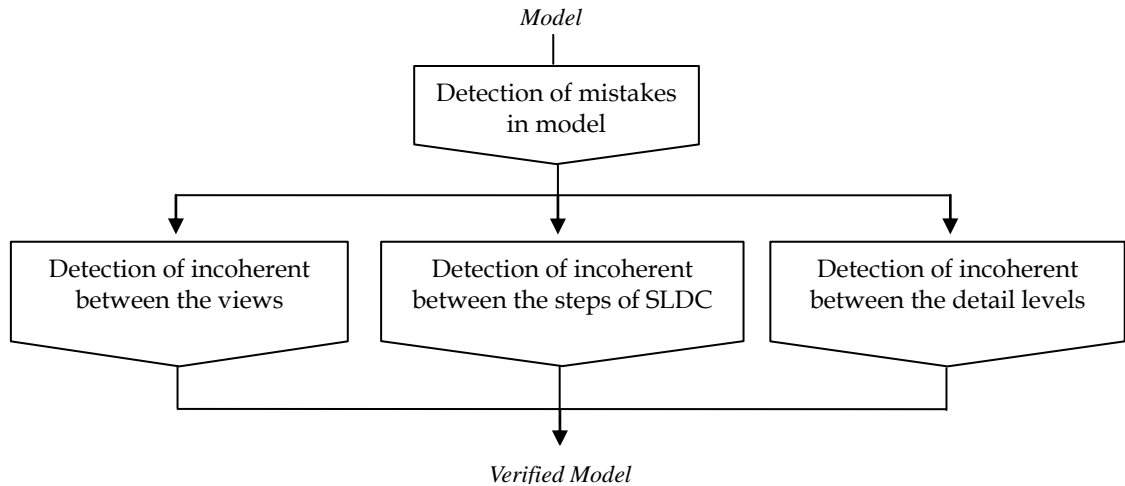 Model
Detection of mistakes
in model
Detection of incoherent
between the views
Detection of incoherent
between the steps of SLDC
Detection of incoherent
between the detail levels
Verified Model